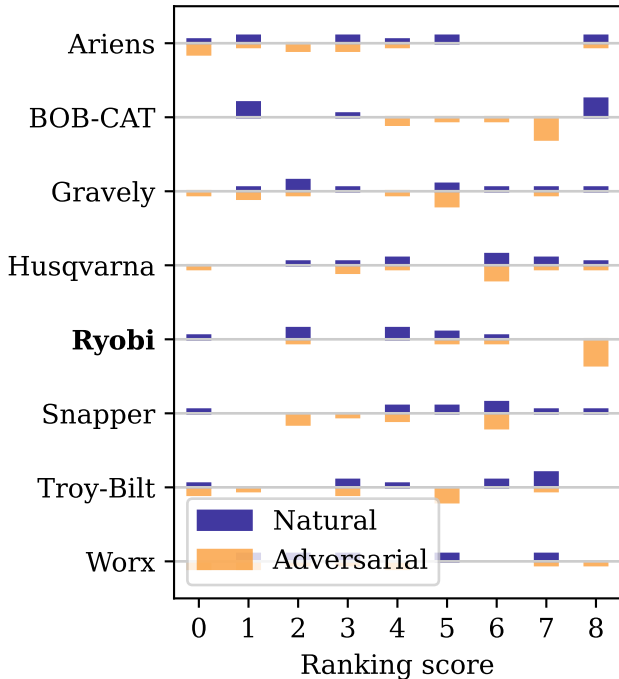 Ariens
BOB-CAT
Gravely
Husqvarna
Ryobi
Snapper
Troy-Bilt
Natural
Worx
Adversarial
0 1 2 3 4 5 6 7 8
Ranking score